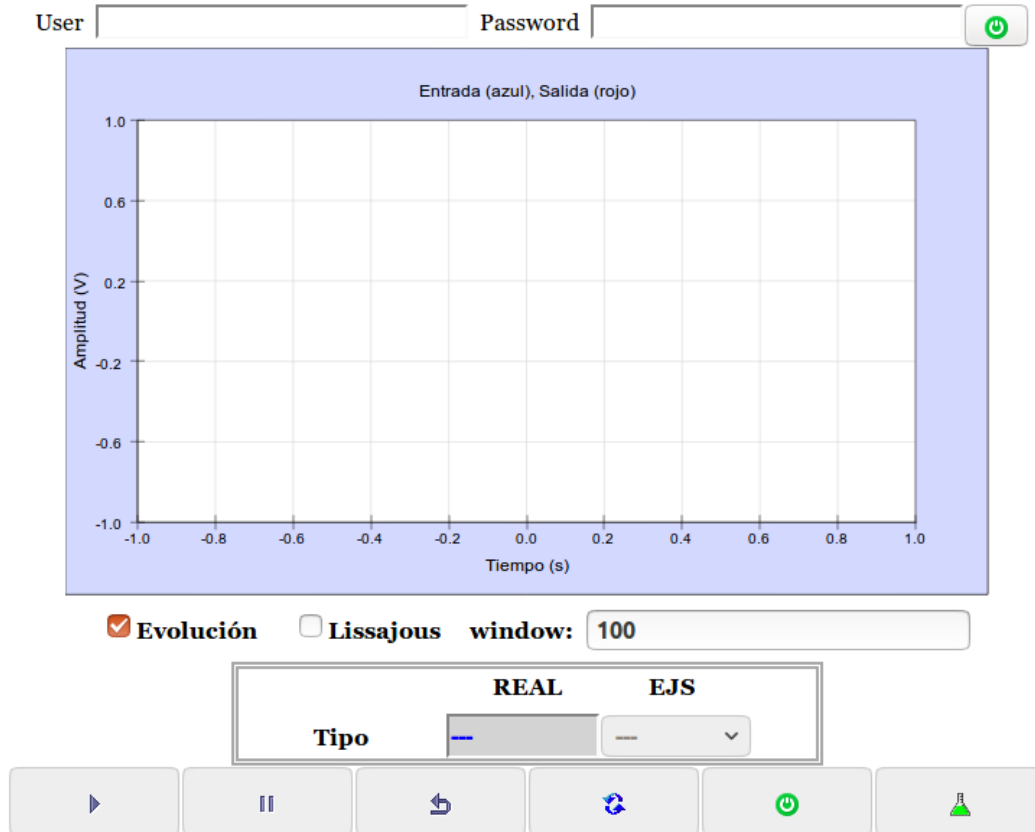 User Password
Entrada (azul), Salida (rojo)
1.0
0.6
0.2
-0.2
-0.6
-1.0
Amplitud (V)
-1.0 -0.8 -0.6 -0.4 -0.2 0.0 0.2 0.4 0.6 0.8 1.0
Tiempo (s)
Evolución Lissajous window: 100
REAL EJS
Tipo --- ---